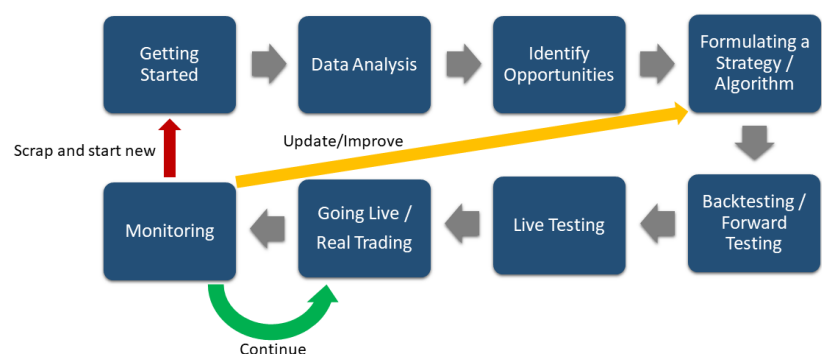 Getting
Started
Data Analysis
Identify
Opportunities
Formulating a
Strategy /
Algorithm
Scrap and start new
Update/Improve
Monitoring
Going Live /
Real Trading
Live Testing
Backtesting /
Forward
Testing
Continue